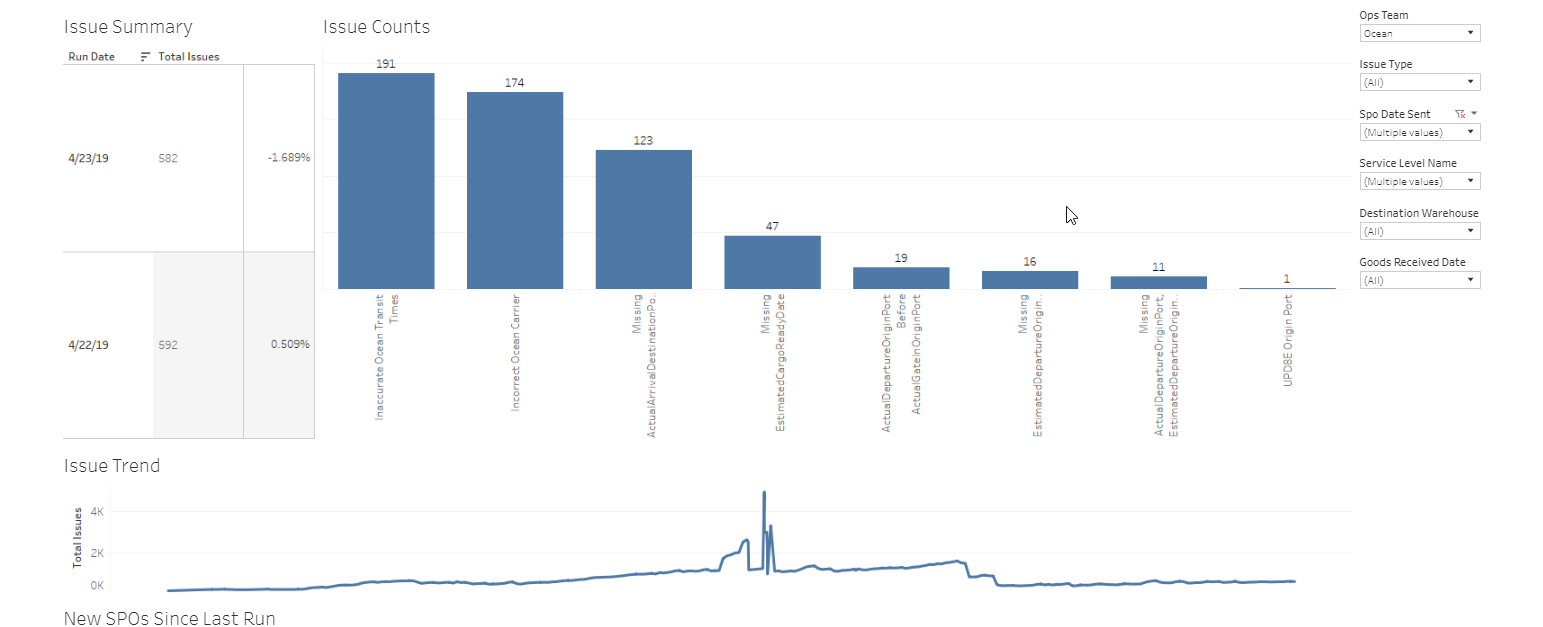 Issue Summary
Run Date Total Issues
4/23/19 582 -1.689%
4/22/19 592 0.509%
Issue Counts
191
174
123
47
19
16
11
1
Inaccurate Ocean Transit
Times
Incorrect Ocean Carrier
Missing
ActualArrivalDestinationPo..
Missing
EstimatedCargoReadyDate
ActualDepartureOriginPort
Before
ActualGateInOriginPort
Missing
EstimatedDepartureOrigin..
Missing
ActualDepartureOriginPort,
EstimatedDepartureOrigin..
UPDBE Origin Port
Ops Team
Ocean
Issue Type
(All)
Spo Date Sent
(Multiple values)
Service Level Name
(Multiple values)
Destination Warehouse
(All)
Goods Received Date
(All)
Issue Trend
Total Issues
4K
2K
0K
New SPOs Since Last Run